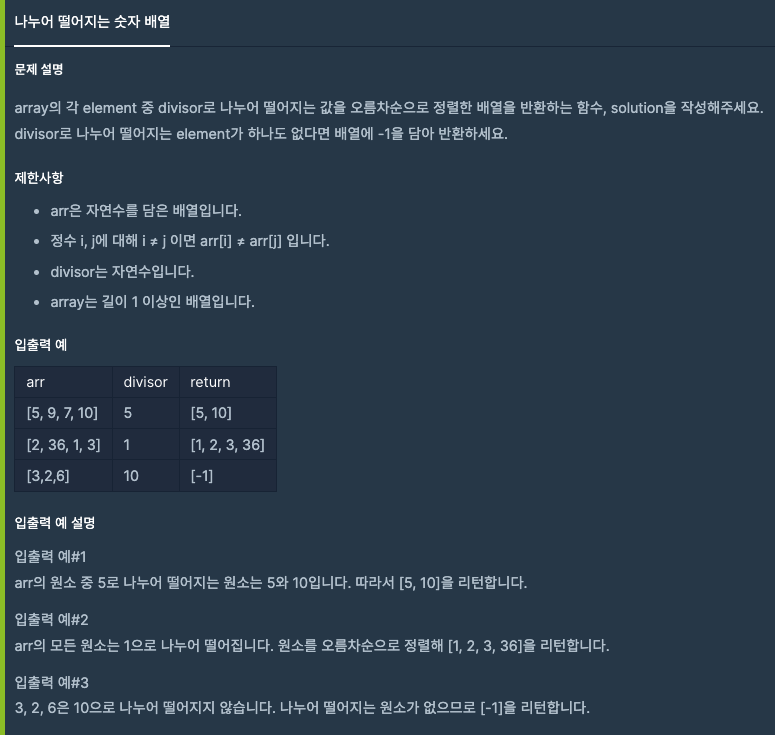 나누어 떨어지는 숫자 배열
문제 설명
array의 각 element 중 divisor로 나누어 떨어지는 값을 오름차순으로 정렬한 배열을 반환하는 함수, solution을 작성해주세요.
divisor로 나누어 떨어지는 element가 하나도 없다면 배열에 -1을 담아 반환하세요.
제한사항
• arr은 자연수를 담은 배열입니다.
• 정수 i, j에 대해 i ≠ j 이면 arr[i] ≠ arr[j] 입니다.
• divisor는 자연수입니다.
• array는 길이 1 이상인 배열입니다.
입출력 예
arr divisor return
[5, 9, 7, 10] 5 [5, 10]
[2, 36, 1, 3] 1 [1, 2, 3, 36]
[3,2,6] 10 [-1]
입출력 예 설명
입출력 예#1
arr의 원소 중 5로 나누어 떨어지는 원소는 5와 10입니다. 따라서 [5, 10]을 리턴합니다.
입출력 예#2
arr의 모든 원소는 1으로 나누어 떨어집니다. 원소를 오름차순으로 정렬해 [1, 2, 3, 36]을 리턴합니다.
입출력 예#3
3, 2, 6은 10으로 나누어 떨어지지 않습니다. 나누어 떨어지는 원소가 없으므로 [-1]을 리턴합니다.